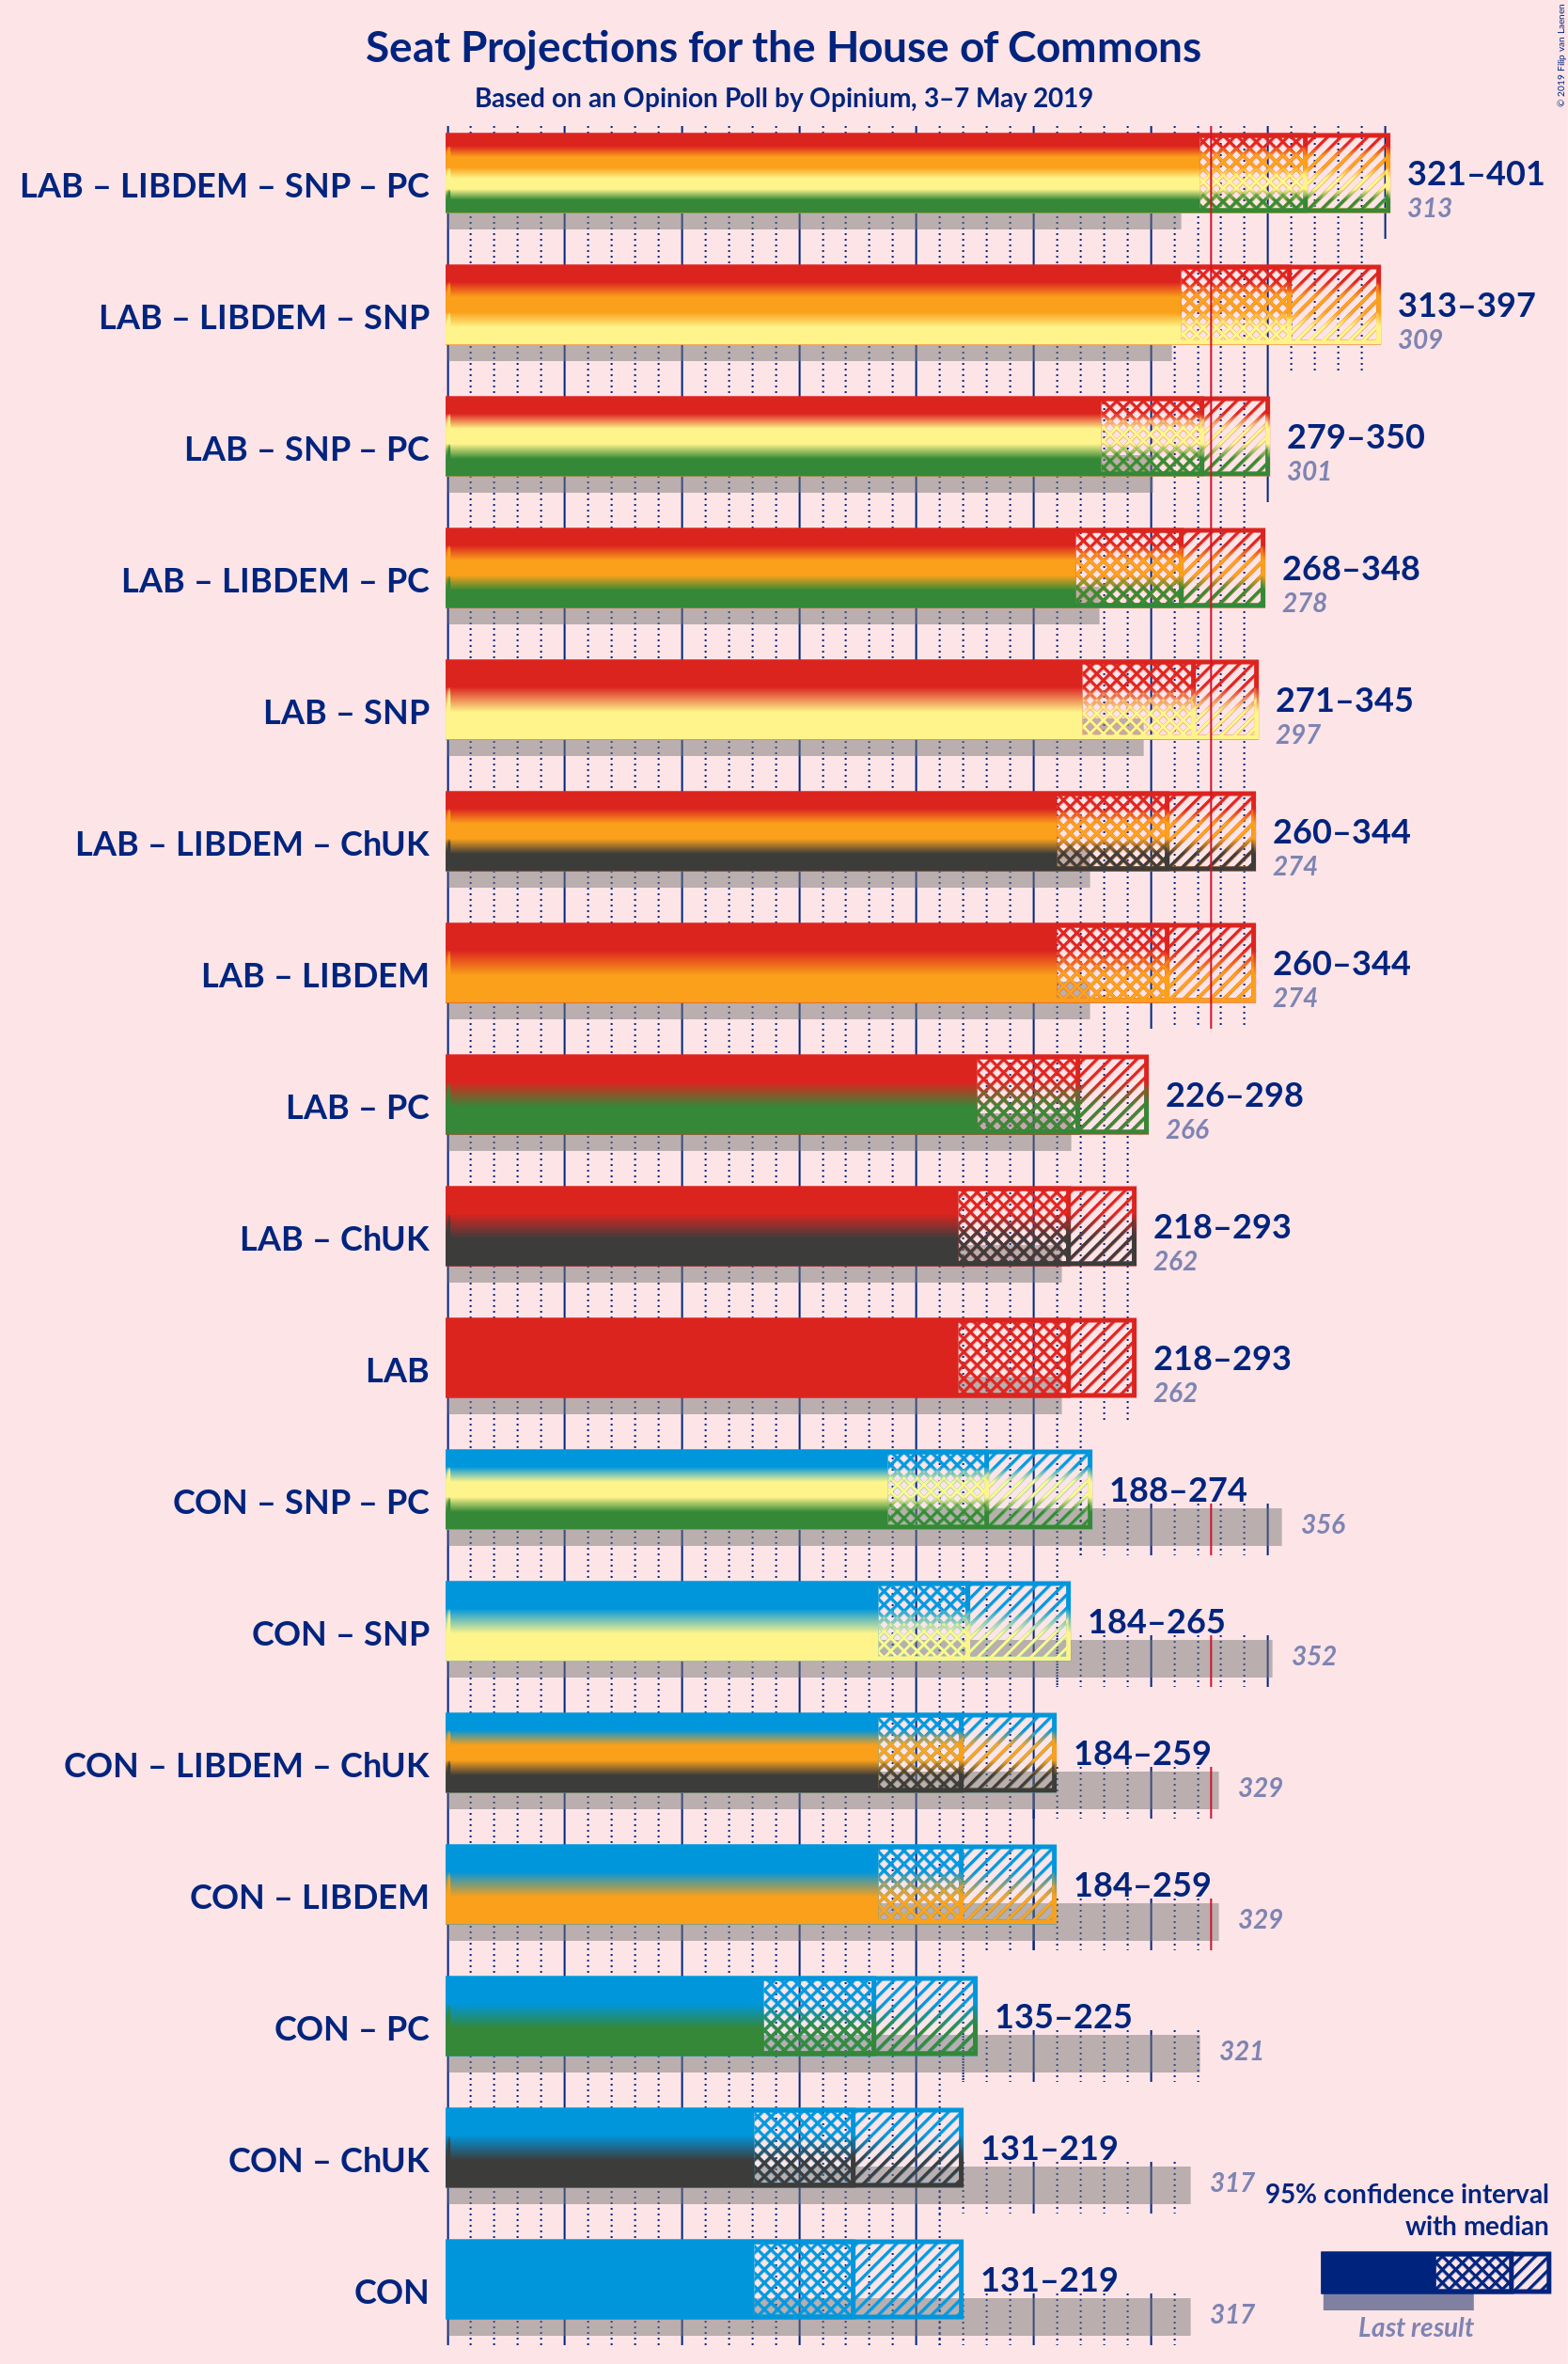 Seat Projections for the House of Commons
Based on an Opinion Poll by Opinium, 3–7 May 2019
© 2019 Filip van Laenen
LAB – LIBDEM – SNP – PC
321–401
313
LAB – LIBDEM – SNP
313–397
309
LAB – SNP – PC
279–350
301
LAB – LIBDEM – PC
268–348
278
LAB – SNP
271–345
297
LAB – LIBDEM – ChUK
260–344
274
LAB – LIBDEM
260–344
274
LAB – PC
226–298
266
LAB – ChUK
218–293
262
LAB
218–293
262
CON – SNP – PC
188–274
356
CON – SNP
184–265
352
CON – LIBDEM – ChUK
184–259
329
CON – LIBDEM
184–259
329
CON – PC
135–225
321
CON – ChUK
131–219
317
CON
131–219
317
95% confidence interval
with median
Last result